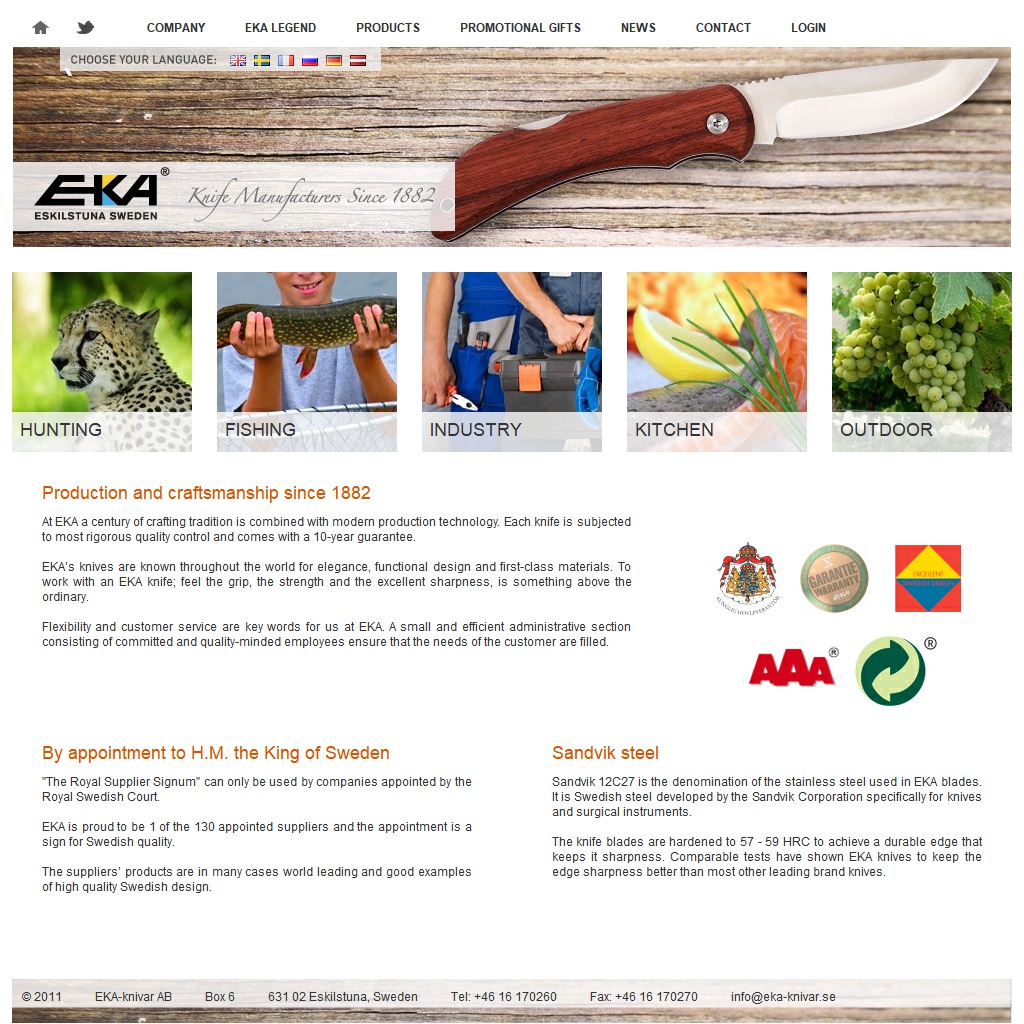 COMPANY EKA LEGEND PRODUCTS PROMOTIONAL GIFTS NEWS CONTACT LOGIN
CHOOSE YOUR LANGUAGE:
EKA®
ESKILSTUNA SWEDEN
Knife Manufacturers Since 1882
HUNTING FISHING INDUSTRY KITCHEN OUTDOOR
Production and craftsmanship since 1882
At EKA a century of crafting tradition is combined with modern production technology. Each knife is subjected
to most rigorous quality control and comes with a 10-year guarantee.
EKA's knives are known throughout the world for elegance, functional design and first-class materials. To
work with an EKA knife; feel the grip, the strength and the excellent sharpness, is something above the
ordinary.
Flexibility and customer service are key words for us at EKA. A small and efficient administrative section
consisting of committed and quality-minded employees ensure that the needs of the customer are filled.
KUNGLIG HOVLEVERANTÖR
GARANTIE
WARRANTY
EKA
EXCELLENT
SWEDISH DESIGN
AAA®
®
By appointment to H.M. the King of Sweden
"The Royal Supplier Signum" can only be used by companies appointed by the
Royal Swedish Court.
EKA is proud to be 1 of the 130 appointed suppliers and the appointment is a
sign for Swedish quality.
The suppliers' products are in many cases world leading and good examples
of high quality Swedish design.
Sandvik steel
Sandvik 12C27 is the denomination of the stainless steel used in EKA blades.
It is Swedish steel developed by the Sandvik Corporation specifically for knives
and surgical instruments.
The knife blades are hardened to 57 - 59 HRC to achieve a durable edge that
keeps it sharpness. Comparable tests have shown EKA knives to keep the
edge sharpness better than most other leading brand knives.
© 2011 EKA-knivar AB Box 6 631 02 Eskilstuna, Sweden Tel: +46 16 170260 Fax: +46 16 170270 info@eka-knivar.se